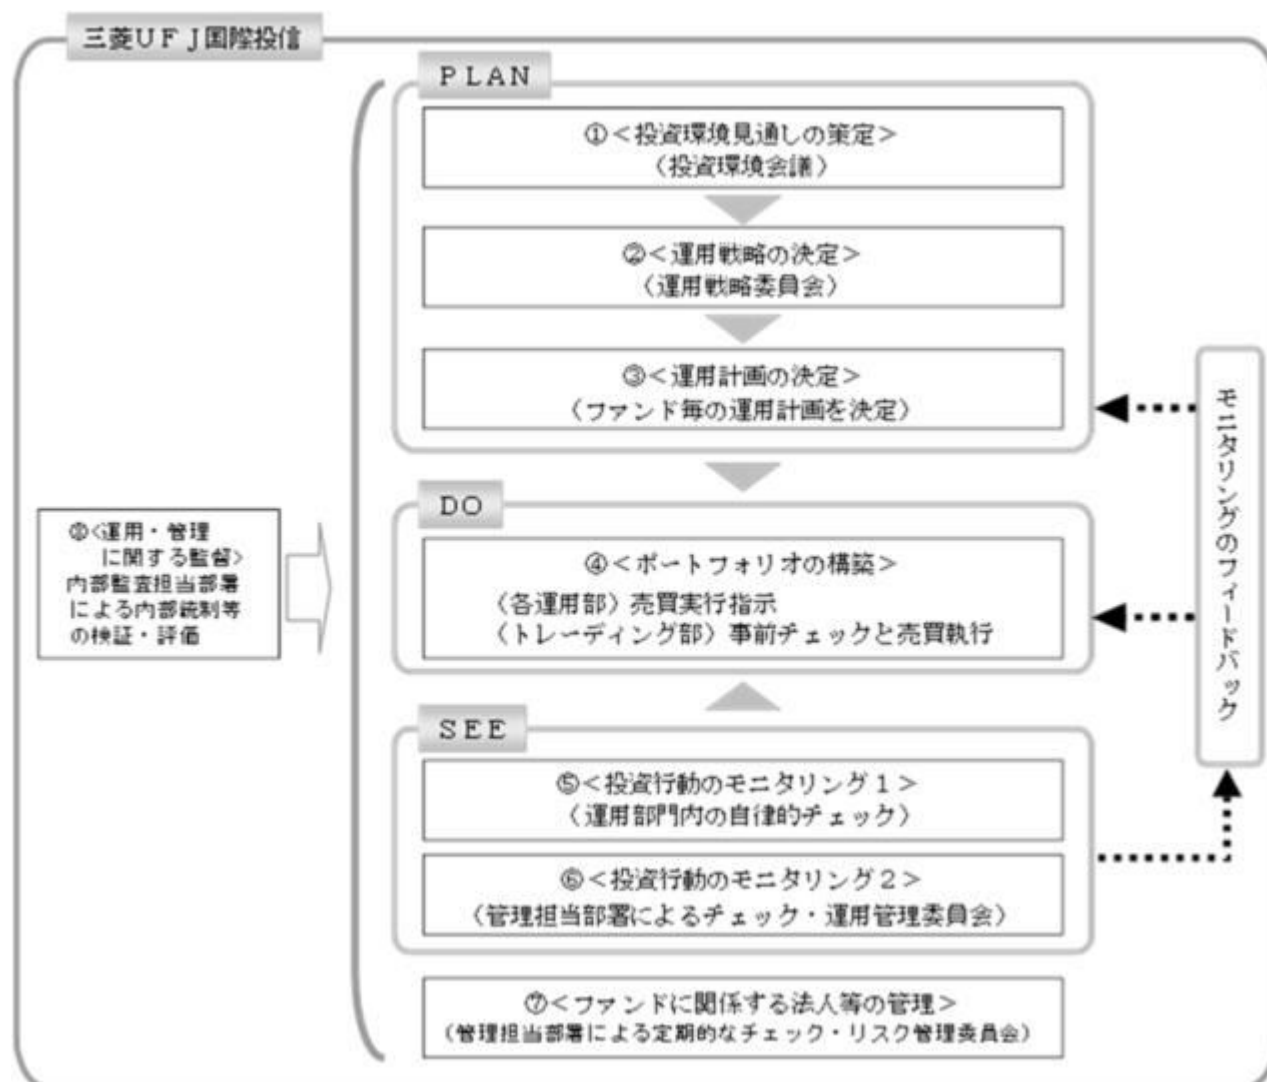 三菱UFJ国際投信
PLAN
①<投資環境見通しの策定>
(投資環境会議)
②<運用戦略の決定>
(運用戦略委員会)
③<運用計画の決定>
(ファンド毎の運用計画を決定)
DO
④<ポートフォリオの構築>
(各運用部)売買実行指示
(トレーディング部)事前チェックと売買執行
SEE
⑤<投資行動のモニタリング1>
(運用部門内の自律的チェック)
⑥<投資行動のモニタリング2>
(管理担当部署によるチェック・運用管理委員会)
⑦<ファンドに関係する法人等の管理>
(管理担当部署による定期的なチェック・リスク管理委員会)
⑧<運用・管理
に関する監督>
内部監査担当部署
による内部統制等
の検証・評価
モニタリングのフィードバック